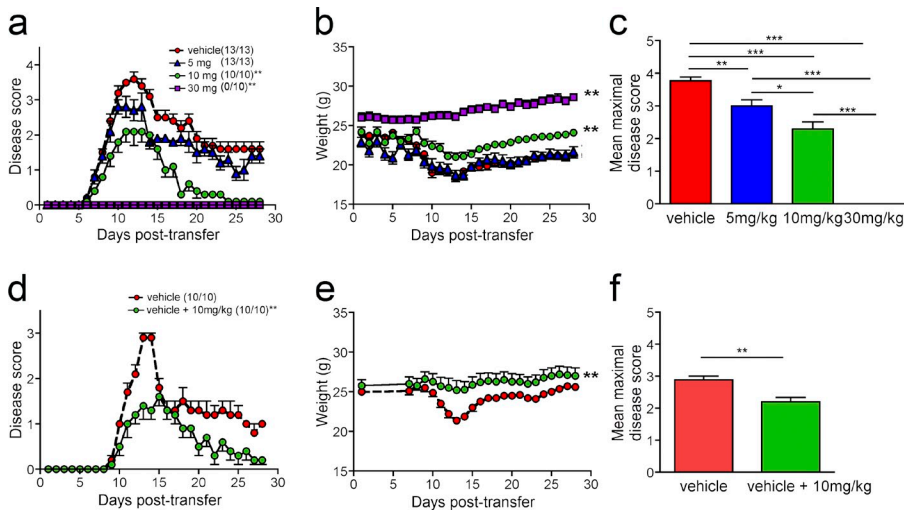 a
Disease score
4
3
2
1
0
0 5 10 15 20 25 30
Days post-transfer
vehicle(13/13)
5 mg (13/13)
10 mg (10/10)**
30 mg (0/10)**
b
Weight (g)
35
30
25
20
15
0 5 10 15 20 25 30
Days post-transfer
**
**
c
Mean maximal
disease score
5
4
3
2
1
0
***
***
**
***
*
***
vehicle 5mg/kg 10mg/kg 30mg/kg
d
Disease score
3
2
1
0
0 5 10 15 20 25 30
Days post-transfer
vehicle (10/10)
vehicle + 10mg/kg (10/10)**
e
Weight (g)
35
30
25
20
15
0 5 10 15 20 25 30
Days post-transfer
**
f
Mean maximal
disease score
5
4
3
2
1
0
**
vehicle vehicle + 10mg/kg